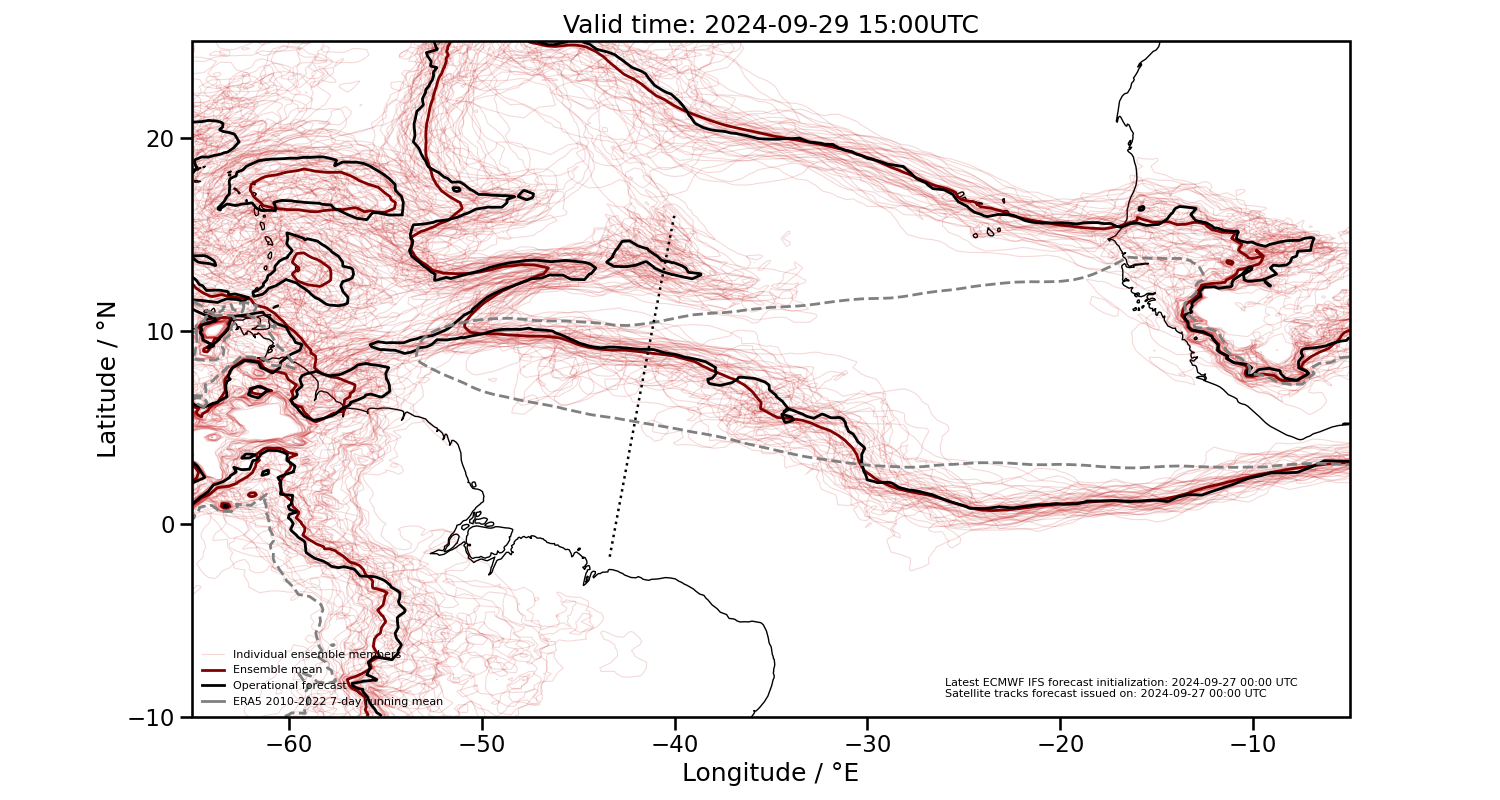 Valid time: 2024-09-29 15:00UTC
20
10
0
−10
Latitude / °N
Individual ensemble members
Ensemble mean
Operational forecast
ERA5 2010-2022 7-day running mean
Latest ECMWF IFS forecast initialization: 2024-09-27 00:00 UTC
Satellite tracks forecast issued on: 2024-09-27 00:00 UTC
−60
−50
−40
−30
−20
−10
Longitude / °E